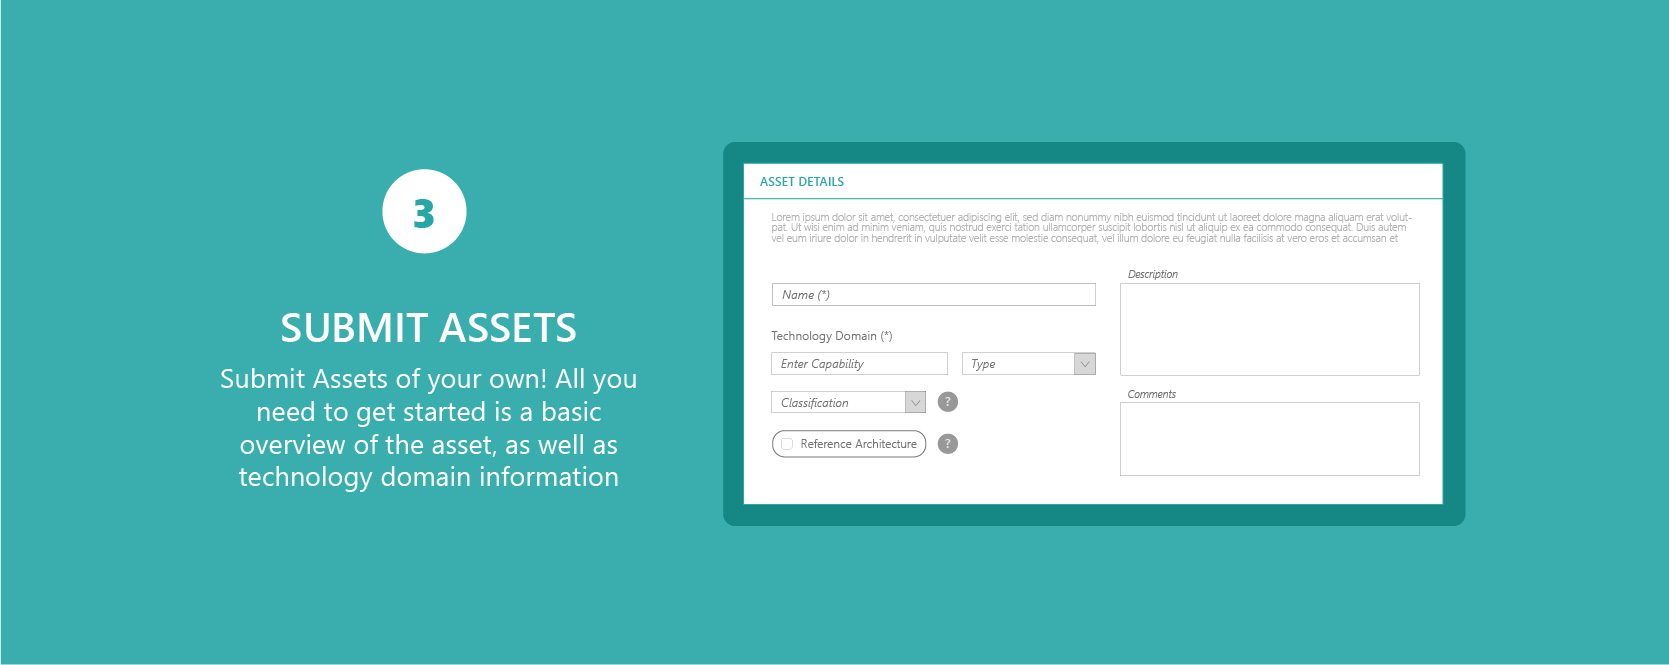 3
SUBMIT ASSETS
Submit Assets of your own! All you
need to get started is a basic
overview of the asset, as well as
technology domain information
ASSET DETAILS
Lorem ipsum dolor sit amet, consectetuer adipiscing elit, sed diam nonummy nibh euismod tincidunt ut laoreet dolore magna aliquam erat volut-
pat. Ut wisi enim ad minim veniam, quis nostrud exerci tation ullamcorper suscipit lobortis nisl ut aliquip ex ea commodo consequat. Duis autem
vel eum iriure dolor in hendrerit in vulputate velit esse molestie consequat, vel illum dolore eu feugiat nulla facilisis at vero eros et accumsan et
Name (*)
Technology Domain (*)
Enter Capability
Type
Classification
?
Reference Architecture
?
Description
Comments